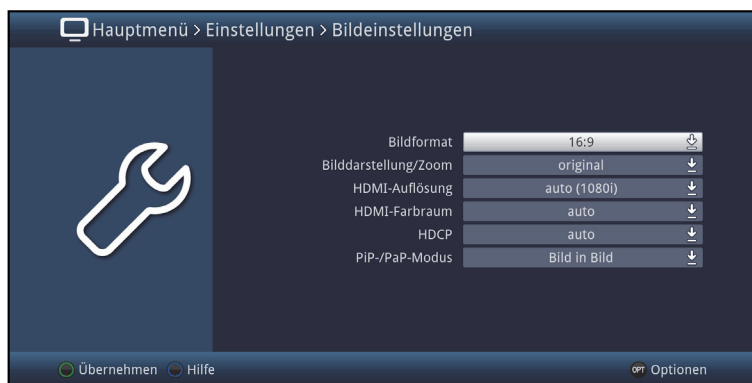 Hauptmenü > Einstellungen > Bildeinstellungen
Bildformat 16:9
Bilddarstellung/Zoom original
HDMI-Auflösung auto (1080i)
HDMI-Farbraum auto
HDCP auto
PiP-/PaP-Modus Bild in Bild
Übernehmen Hilfe OPT Optionen